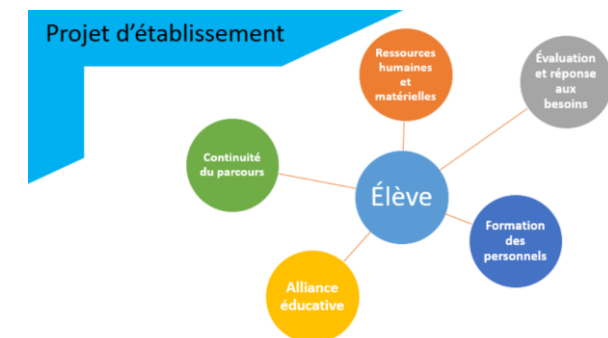 Projet d'établissement
Ressources
humaines
et
matérielles
Évaluation
et réponse
aux
besoins
Continuité
du parcours
Élève
Formation
des
personnels
Alliance
éducative